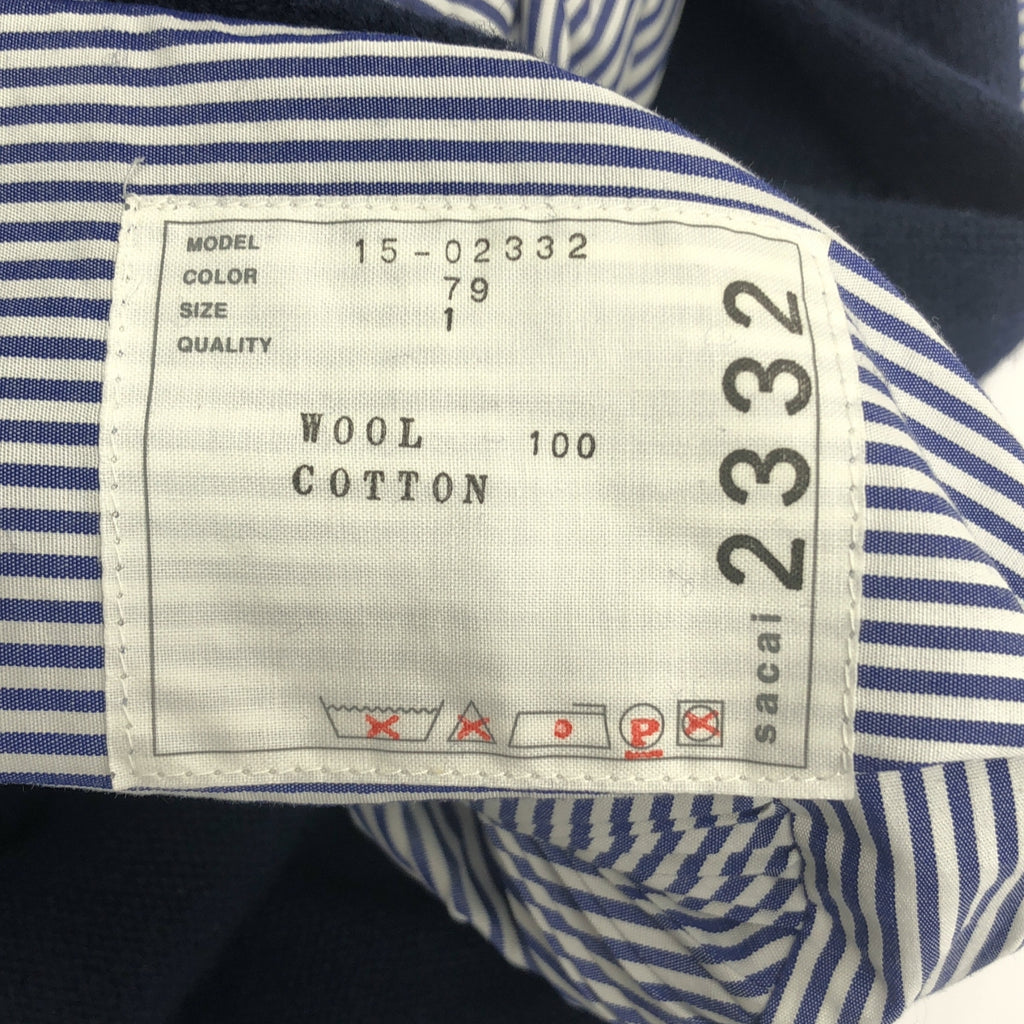 MODEL 15-02332
COLOR 79
SIZE 1
QUALITY
WOOL 100
COTTON
P
sacai 2332